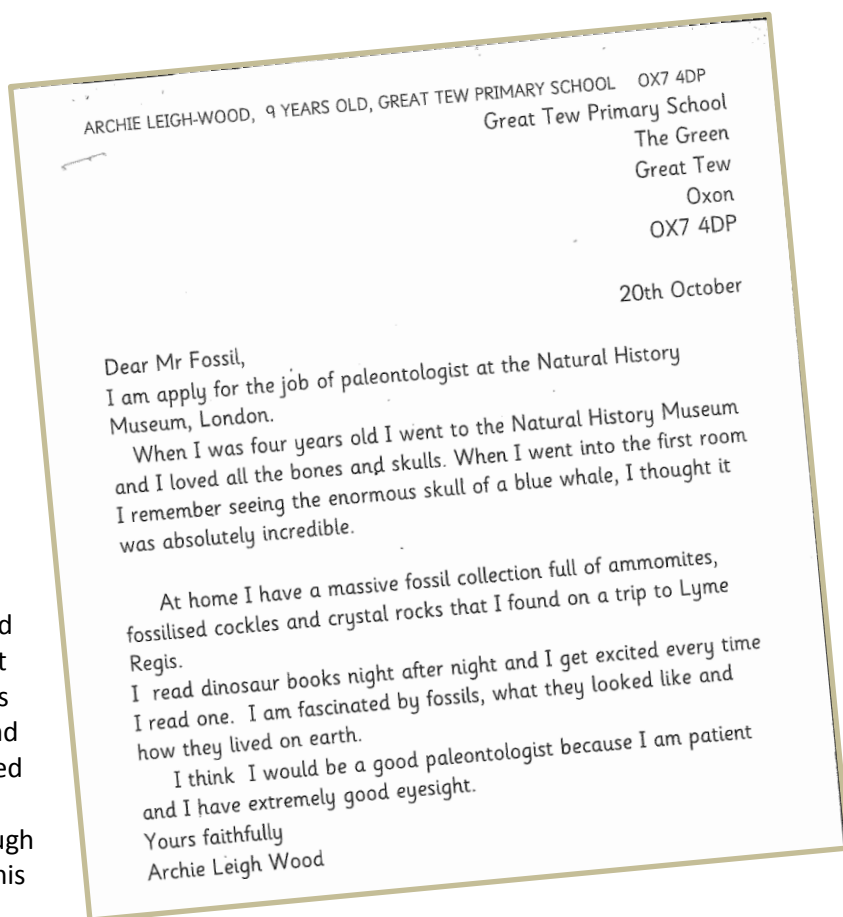 ARCHIE LEIGH-WOOD, 9 YEARS OLD, GREAT TEW PRIMARY SCHOOL OX7 4DP
Great Tew Primary School
The Green
Great Tew
Oxon
OX7 4DP
20th October
Dear Mr Fossil,
I am apply for the job of paleontologist at the Natural History
Museum, London.
When I was four years old I went to the Natural History Museum
and I loved all the bones and skulls. When I went into the first room
I remember seeing the enormous skull of a blue whale, I thought it
was absolutely incredible.
At home I have a massive fossil collection full of ammomites,
fossilised cockles and crystal rocks that I found on a trip to Lyme
Regis.
I read dinosaur books night after night and I get excited every time
I read one. I am fascinated by fossils, what they looked like and
how they lived on earth.
I think I would be a good paleontologist because I am patient
and I have extremely good eyesight.
Yours faithfully
Archie Leigh Wood